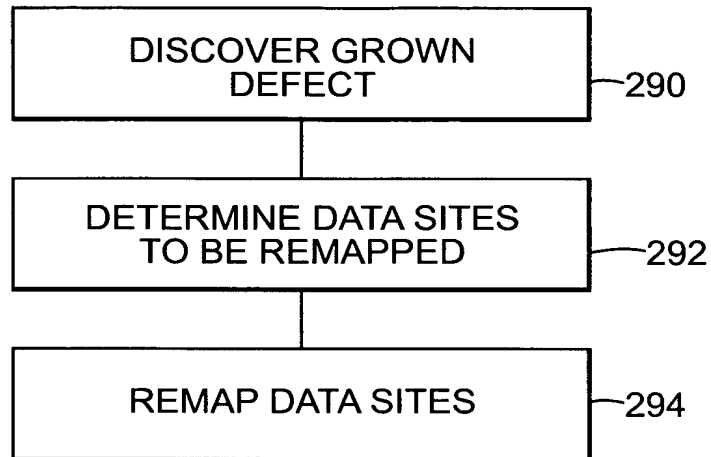 DISCOVER GROWN
DEFECT
290
DETERMINE DATA SITES
TO BE REMAPPED
292
REMAP DATA SITES
294